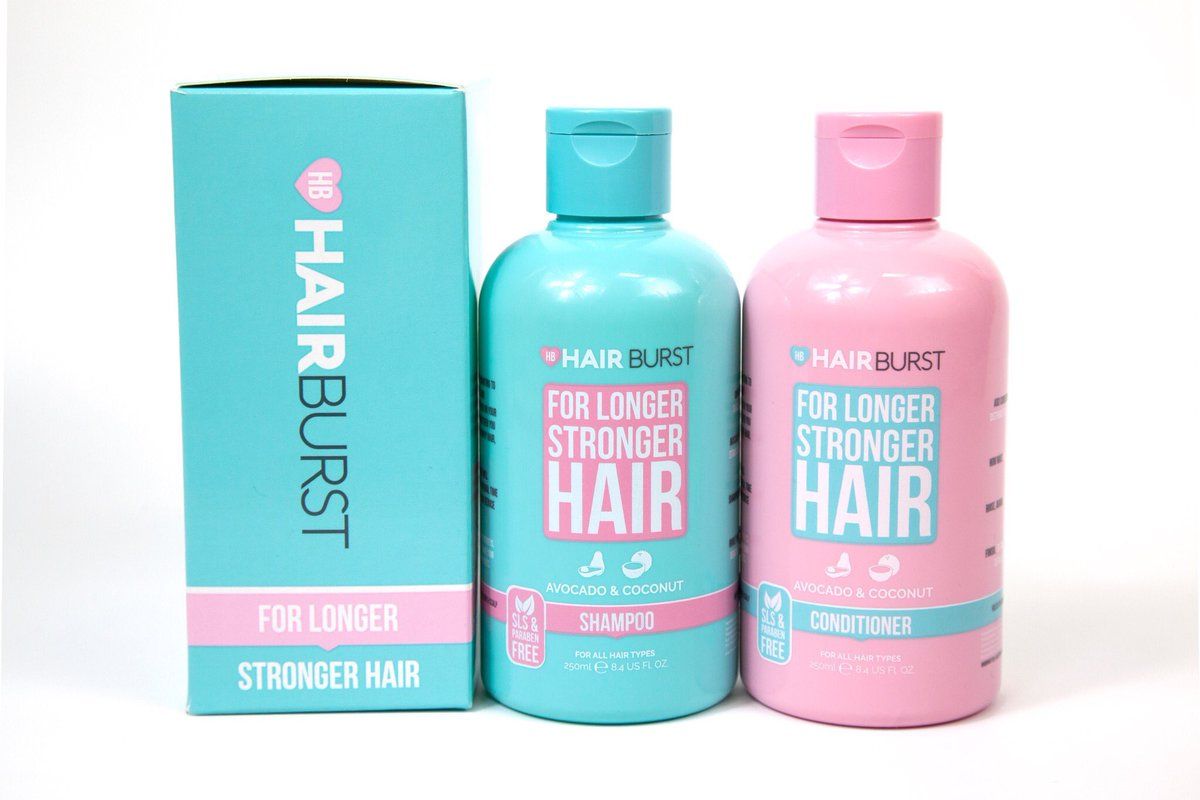 HB HAIRBURST
FOR LONGER
STRONGER HAIR
HB HAIR BURST
FOR LONGER
STRONGER
HAIR
AVOCADO & COCONUT
SLS &
PARABEN
FREE
SHAMPOO
FOR ALL HAIR TYPES
250ml e 8.4 US FL OZ.
HB HAIRBURST
FOR LONGER
STRONGER
HAIR
AVOCADO & COCONUT
SLS &
PARABEN
FREE
CONDITIONER
FOR ALL HAIR TYPES
250ml e 8.4 US FL OZ.